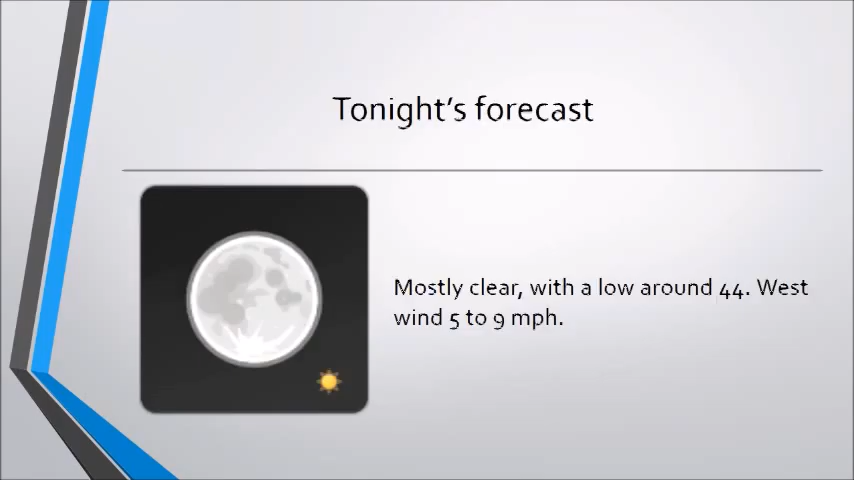 Tonight's forecast
Mostly clear, with a low around 44. West
wind 5 to 9 mph.